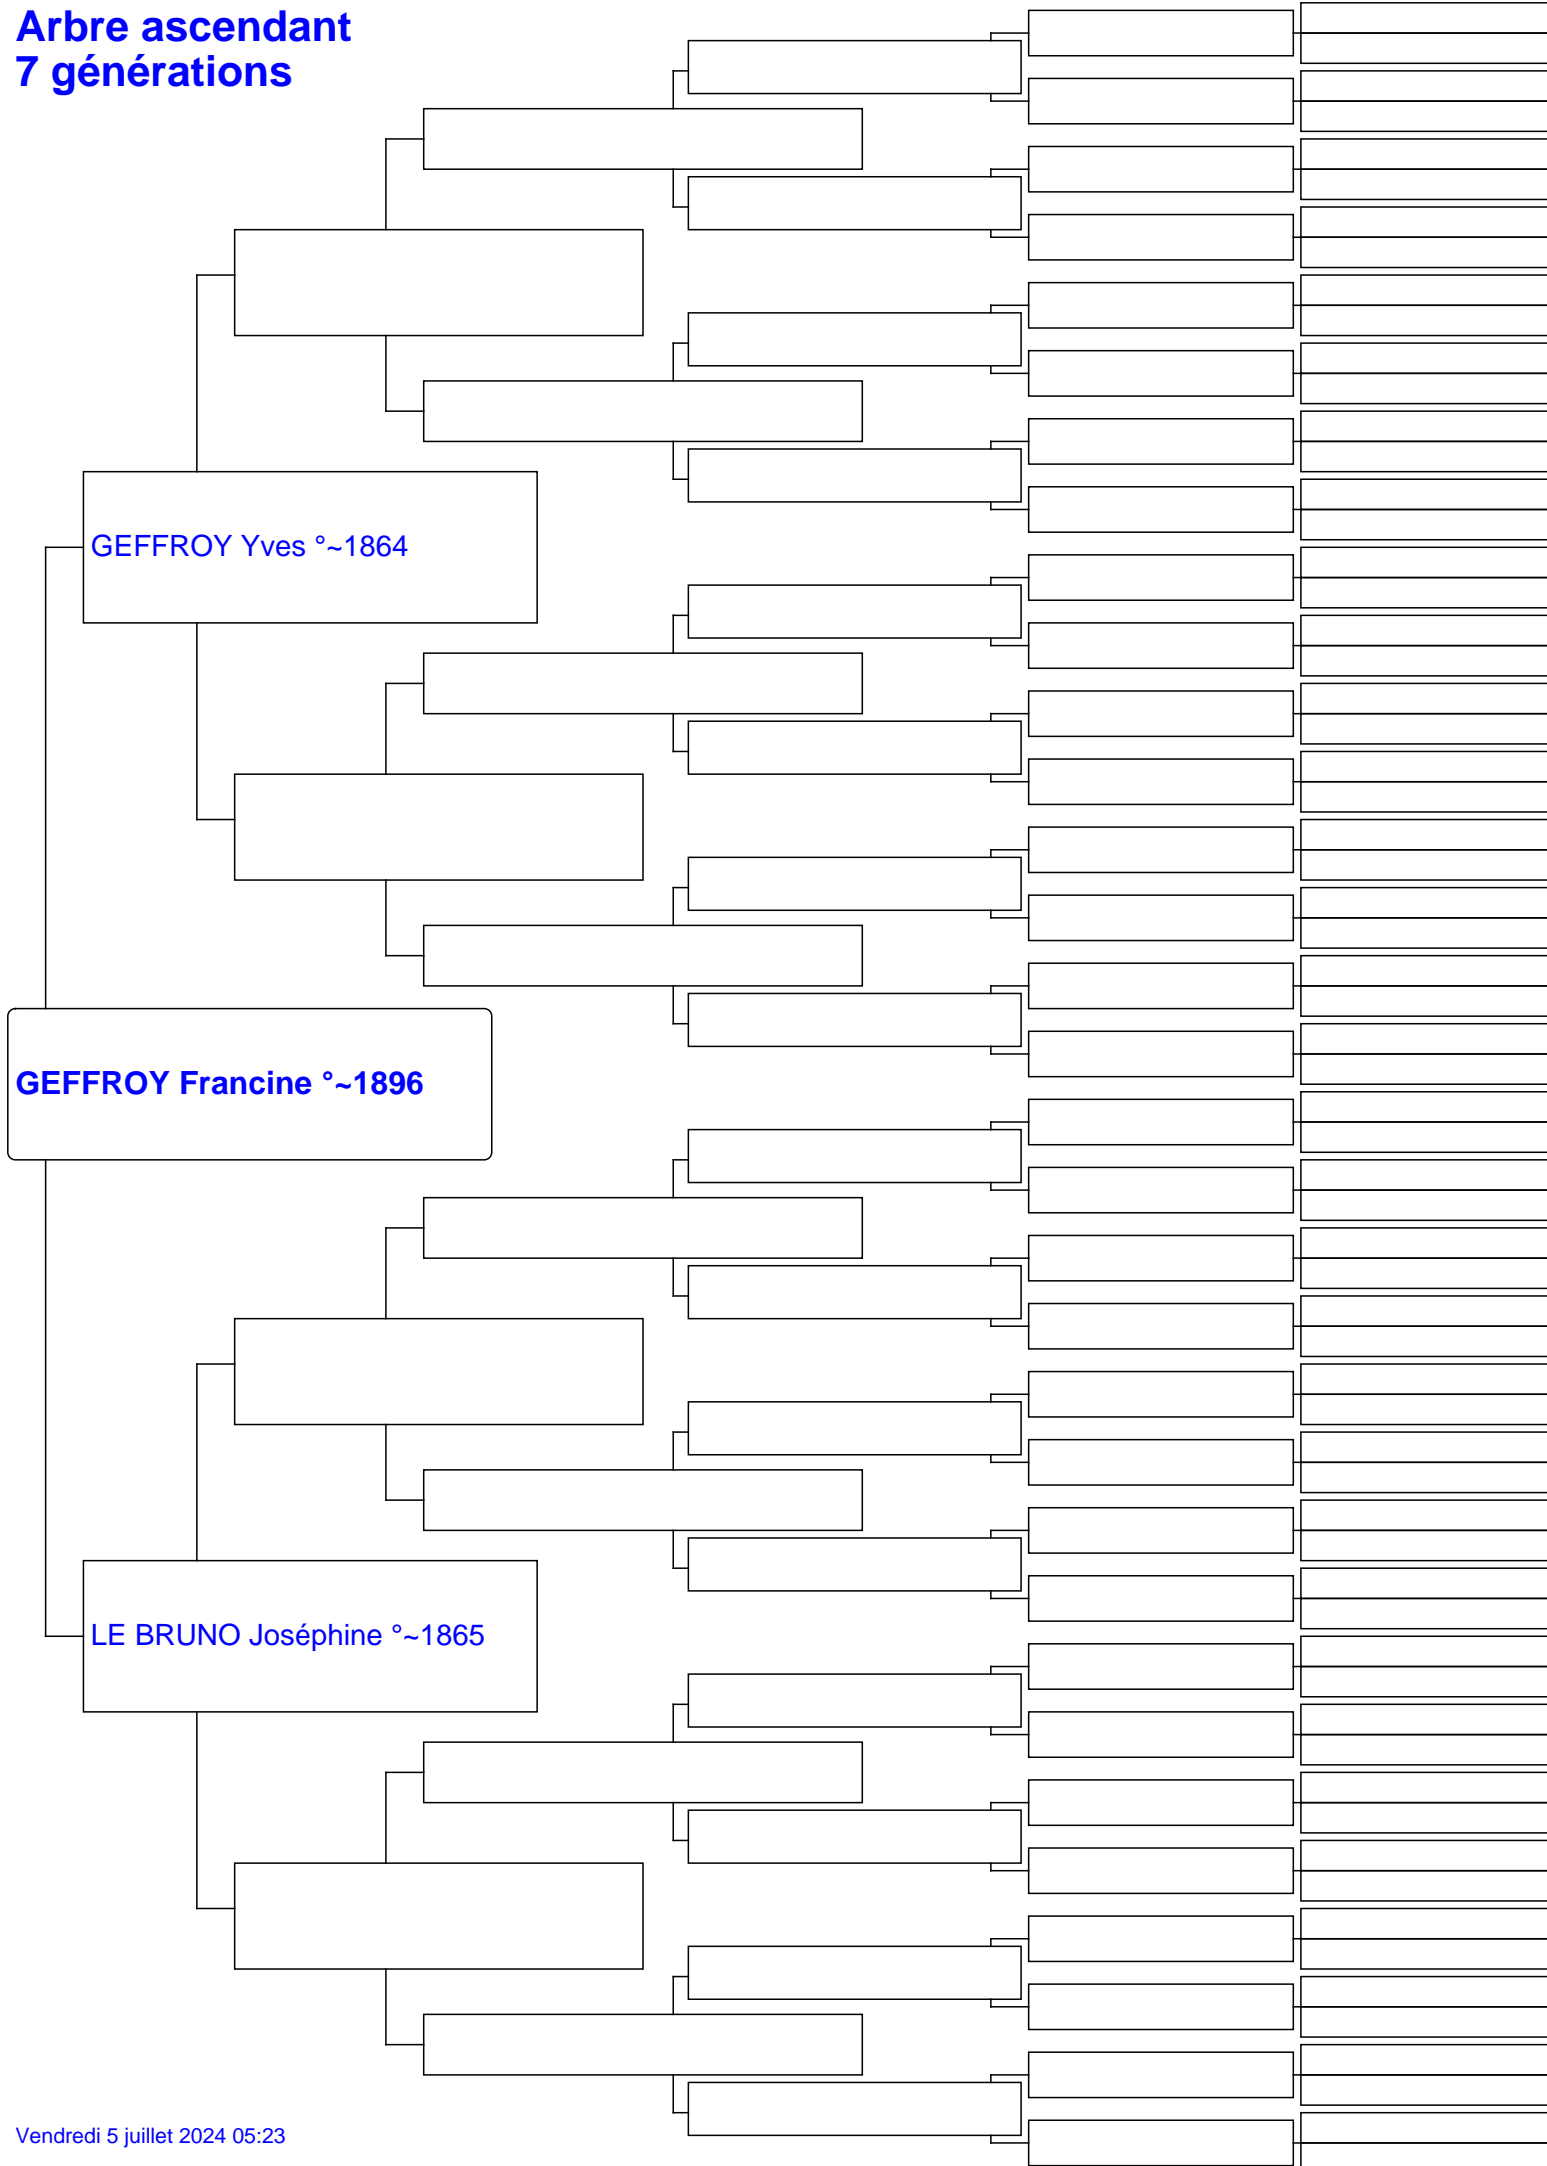 Arbre ascendant
7 générations
GEFFROY Yves °~1864
GEFFROY Francine °~1896
LE BRUNO Joséphine °~1865
Vendredi 5 juillet 2024 05:23